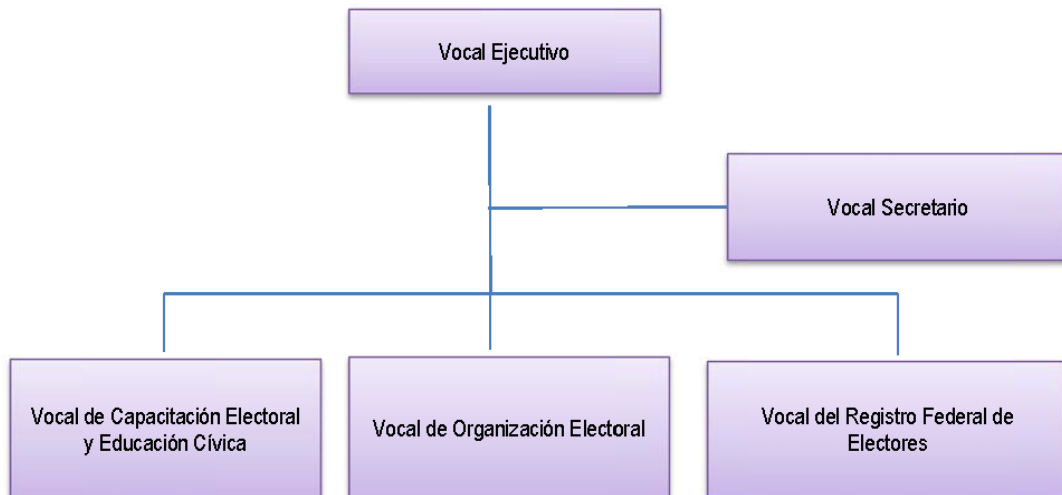 Vocal Ejecutivo
Vocal Secretario
Vocal de Capacitación Electoral
y Educación Cívica
Vocal de Organización Electoral
Vocal del Registro Federal de
Electores